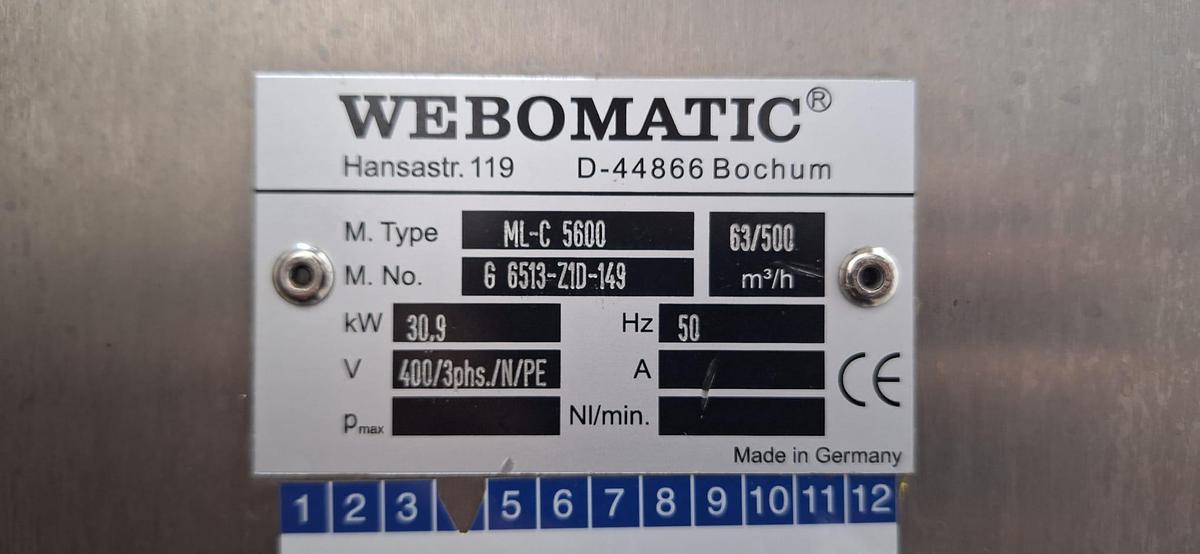 WEBOMATIC®
Hansastr. 119 D-44866 Bochum
M. Type ML-C 5600 63/500
M. No. G 6513-Z1D-149 m³/h
kW 30,9 Hz 50
V 400/3phs./N/PE A CE
pmax Nl/min.
Made in Germany
1 2 3 5 6 7 8 9 10 11 12